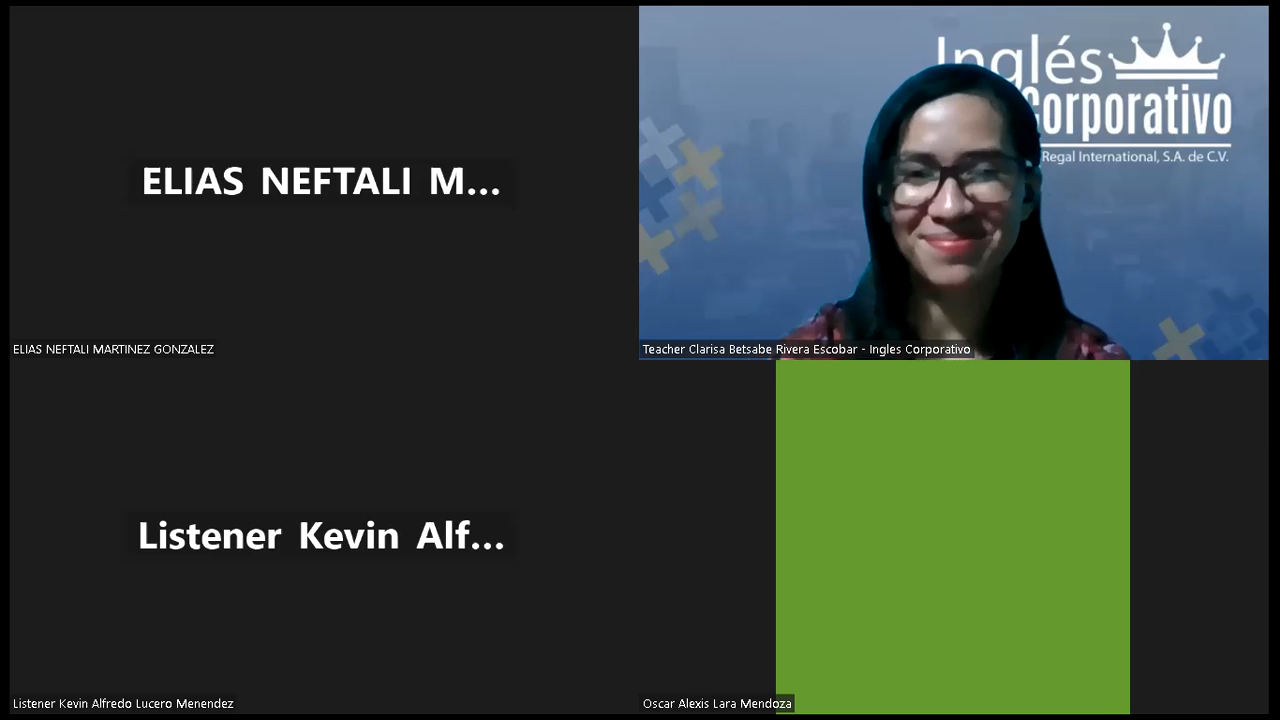 ELIAS NEFTALI M...
ELIAS NEFTALI MARTINEZ GONZALEZ
Inglés
Corporativo
Regal International, S.A. de C.V.
Teacher Clarisa Betsabe Rivera Escobar - Ingles Corporativo
Listener Kevin Alf...
Listener Kevin Alfredo Lucero Menendez
Oscar Alexis Lara Mendoza